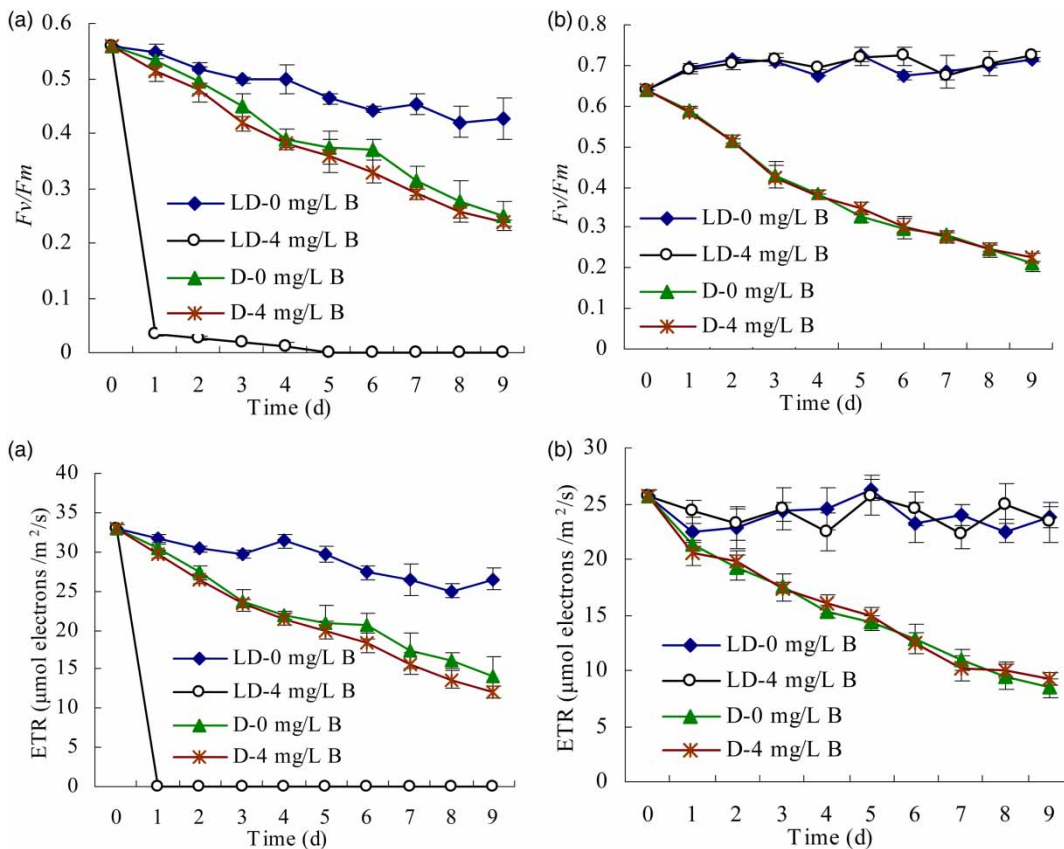 (a)
0.6
0.5
0.4
0.3
0.2
0.1
0
Fv/Fm
LD-0 mg/L B
LD-4 mg/L B
D-0 mg/L B
D-4 mg/L B
0 1 2 3 4 5 6 7 8 9
Time (d)
(b)
0.8
0.7
0.6
0.5
0.4
0.3
0.2
0.1
0
Fv/Fm
LD-0 mg/L B
LD-4 mg/L B
D-0 mg/L B
D-4 mg/L B
0 1 2 3 4 5 6 7 8 9
Time (d)
(a)
40
35
30
25
20
15
10
5
0
ETR (μmol electrons /m²/s)
LD-0 mg/L B
LD-4 mg/L B
D-0 mg/L B
D-4 mg/L B
0 1 2 3 4 5 6 7 8 9
Time (d)
(b)
30
25
20
15
10
5
0
ETR (μmol electrons /m²/s)
LD-0 mg/L B
LD-4 mg/L B
D-0 mg/L B
D-4 mg/L B
0 1 2 3 4 5 6 7 8 9
Time (d)